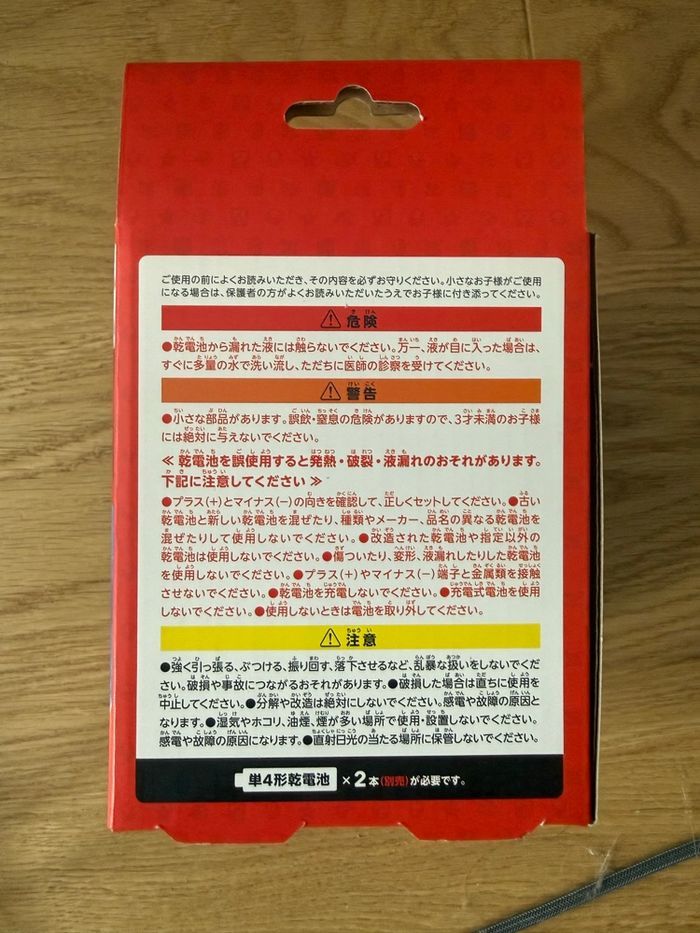 ご使用の前によくお読みいただき、その内容を必ずお守りください。小さなお子様がご使用
になる場合は、保護者の方がよくお読みいただいたうえでお子様に付き添ってください。
⚠ 危険
●乾電池から漏れた液には触らないでください。万一、液が目に入った場合は、
すぐに多量の水で洗い流し、ただちに医師の診察を受けてください。
⚠ 警告
●小さな部品があります。誤飲・窒息の危険がありますので、3才未満のお子様
には絶対に与えないでください。
≪ 乾電池を誤使用すると発熱・破裂・液漏れのおそれがあります。
下記に注意してください ≫
●プラス(+)とマイナス(−)の向きを確認して、正しくセットしてください。●古い
乾電池と新しい乾電池を混ぜたり、種類やメーカー、品名の異なる乾電池を
混ぜたりして使用しないでください。●改造された乾電池や指定以外の
乾電池は使用しないでください。●傷ついたり、変形、液漏れしたりした乾電池
を使用しないでください。●プラス(+)やマイナス(−)端子と金属類を接触
させないでください。●乾電池を充電しないでください。●充電式電池を使用
しないでください。●使用しないときは電池を取り外してください。
⚠ 注意
●強く引っ張る、ぶつける、振り回す、落下させるなど、乱暴な扱いをしないでくだ
さい。破損や事故につながるおそれがあります。●破損した場合は直ちに使用を
中止してください。●分解や改造は絶対にしないでください。感電や故障の原因と
なります。●湿気やホコリ、油煙、煙が多い場所で使用・設置しないでください。
感電や故障の原因になります。●直射日光の当たる場所に保管しないでください。
単4形乾電池 ×2本(別売)が必要です。